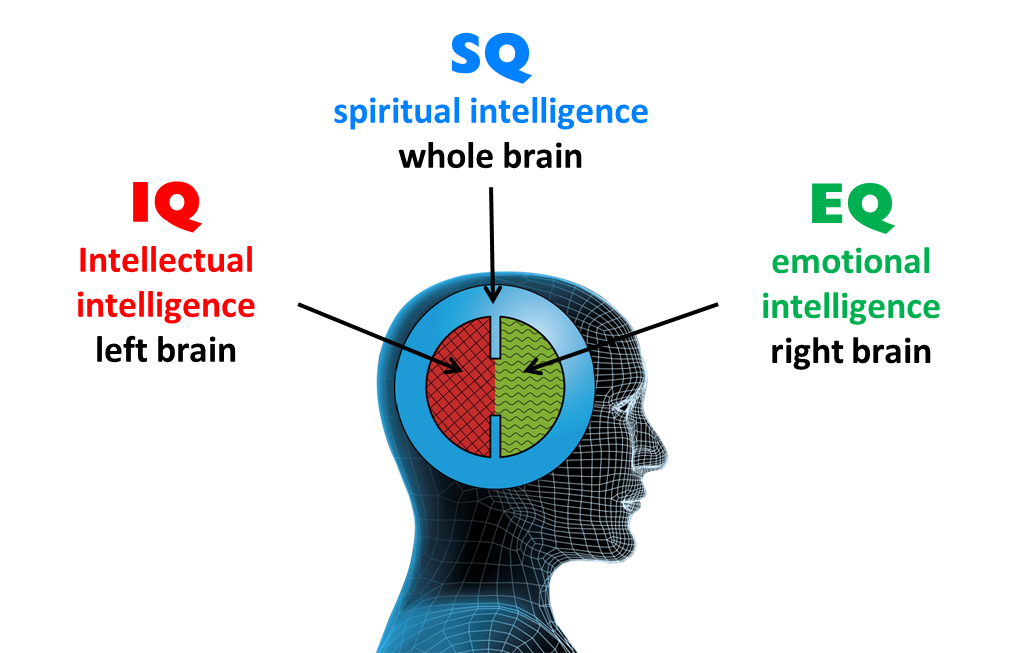 SQ
spiritual intelligence
whole brain
IQ
Intellectual
intelligence
left brain
EQ
emotional
intelligence
right brain